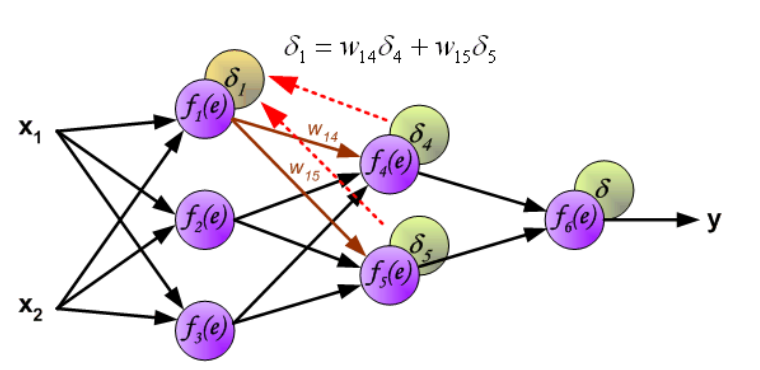 δ₁ = w₁₄δ₄ + w₁₅δ₅
δ₁
f₁(e)
x₁
w₁₄
δ₄
f₄(e)
w₁₅
δ
f₂(e)
f₆(e)
y
δ₅
f₅(e)
x₂
f₃(e)